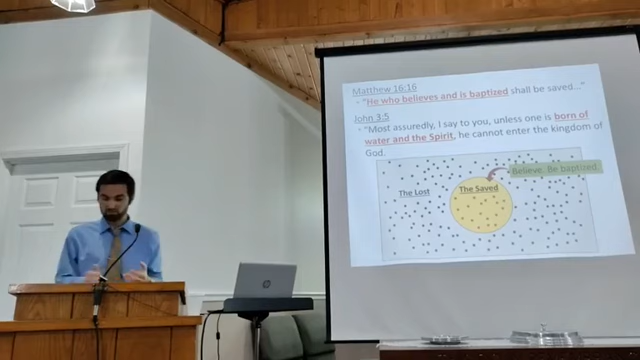 Matthew 16:16
- "He who believes and is baptized shall be saved..."
John 3:5
- "Most assuredly, I say to you, unless one is born of
water and the Spirit, he cannot enter the kingdom of
God.
Believe. Be baptized.
The Lost
The Saved
hp